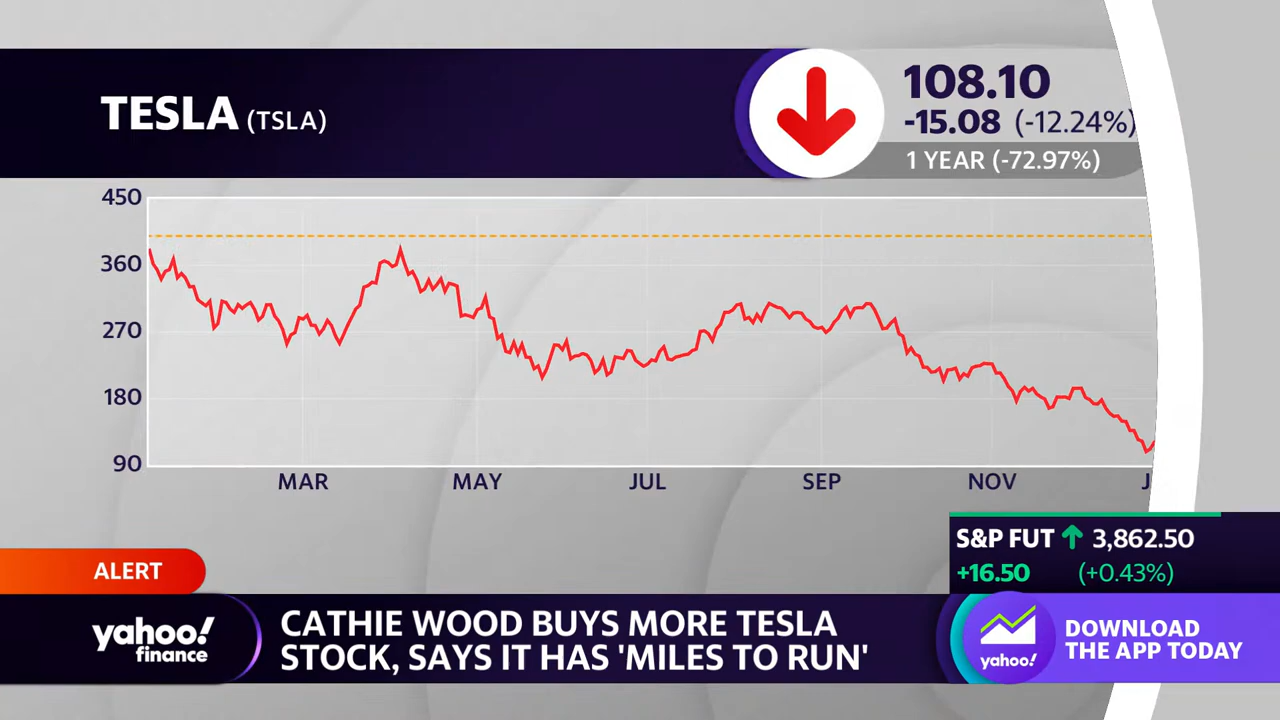 TESLA (TSLA)
108.10
-15.08 (-12.24%)
1 YEAR (-72.97%)
450
360
270
180
90
MAR MAY JUL SEP NOV J
S&P FUT 3,862.50
+16.50 (+0.43%)
ALERT
yahoo!
finance
CATHIE WOOD BUYS MORE TESLA
STOCK, SAYS IT HAS 'MILES TO RUN'
yahoo!
DOWNLOAD
THE APP TODAY